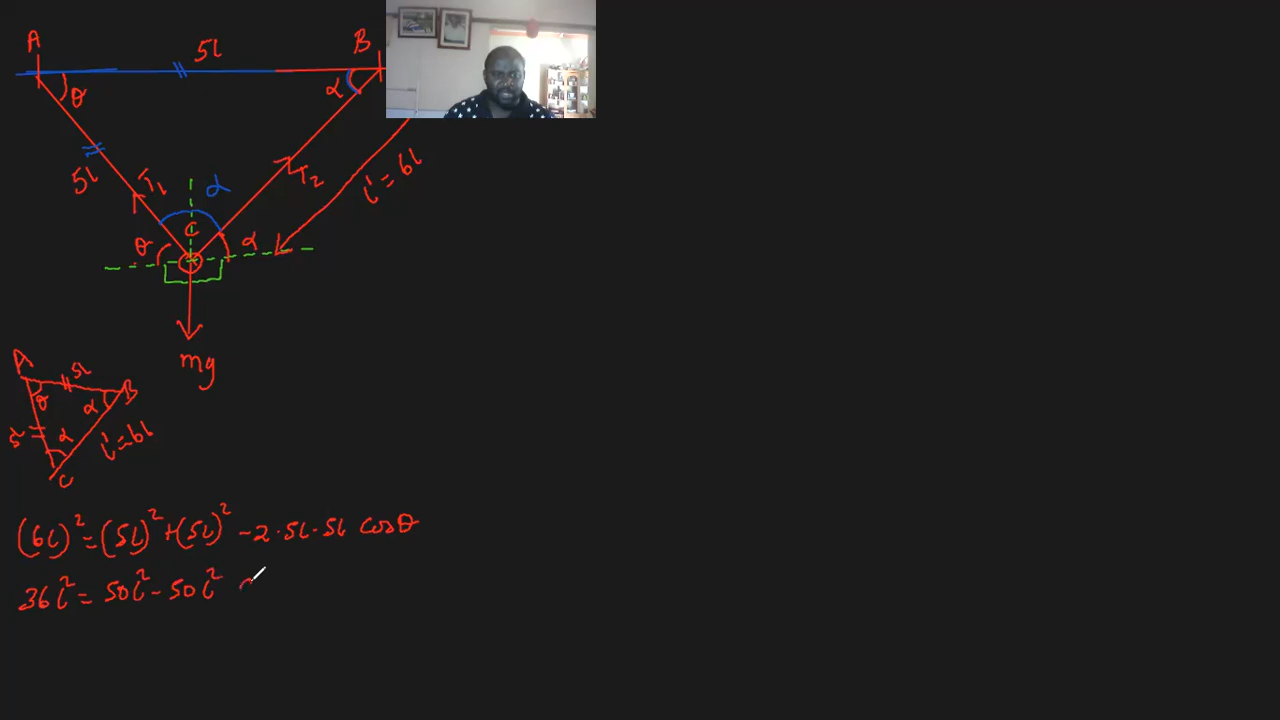 A
5l
B
θ
α
5l
T₁
T₂
l' = 6l
α
C
θ
α
mg
A
5l
B
θ
α
α
l' = 6l
C
(6l)² = (5l)² + (5l)² - 2 · 5l · 5l cosθ
36l² = 50l² - 50l²